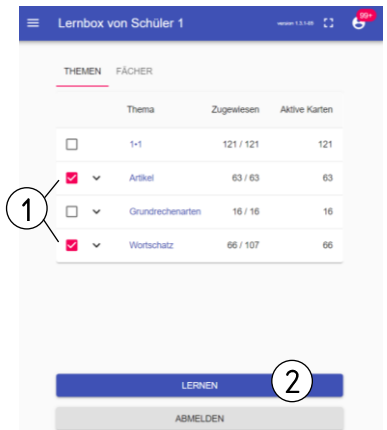 Lernbox von Schüler 1
version 1.3.1-88
99+
THEMEN FÄCHER
Thema Zugewiesen Aktive Karten
1•1 121 / 121 121
Artikel 63 / 63 63
Grundrechenarten 16 / 16 16
Wortschatz 66 / 107 66
1
LERNEN
2
ABMELDEN